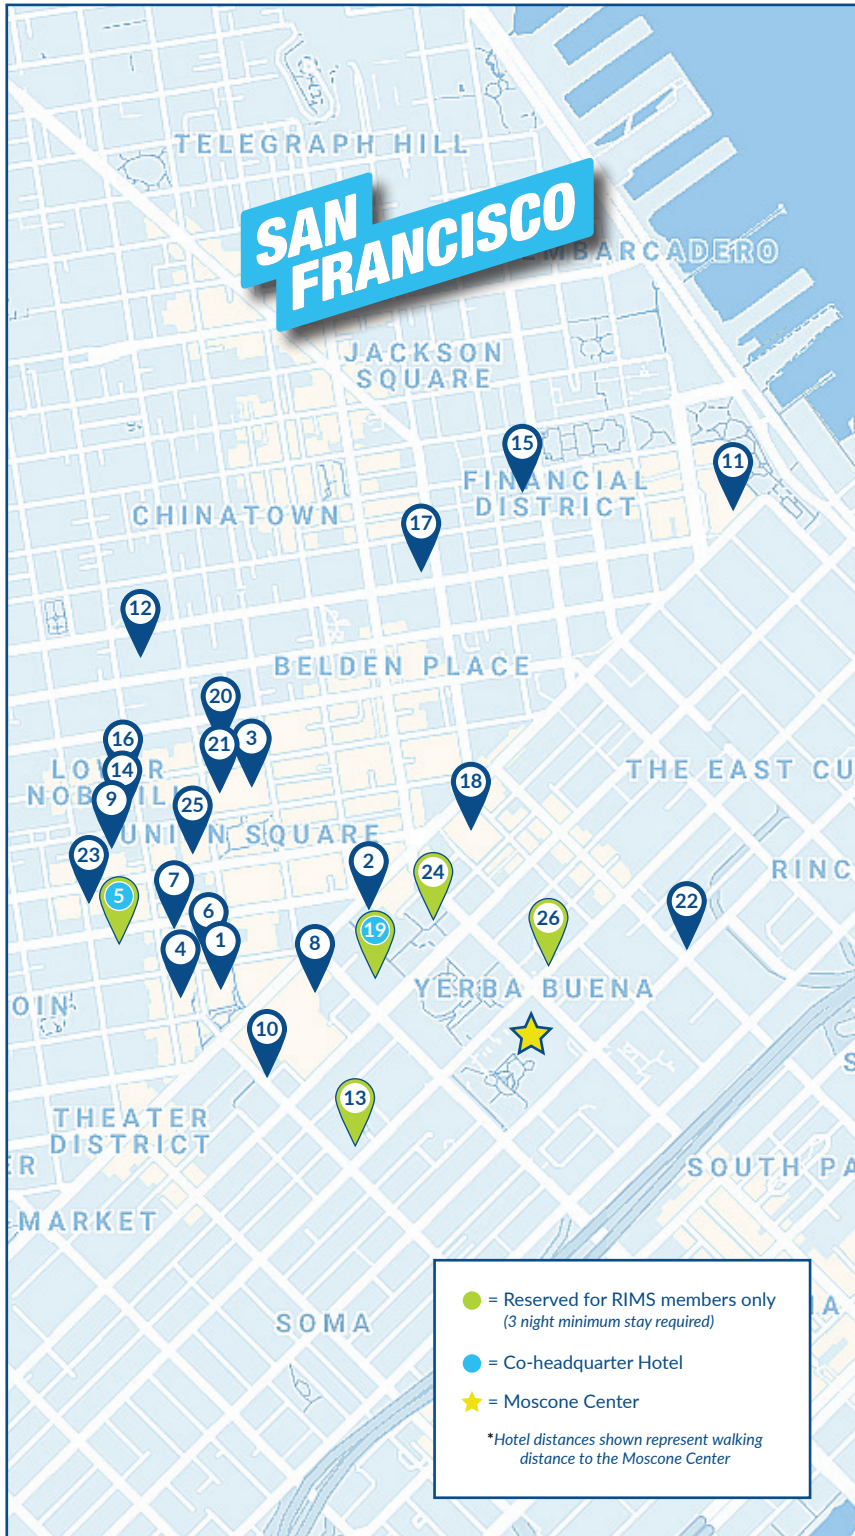 TELEGRAPH HILL
SAN
FRANCISCO
EMBARCADERO
JACKSON
SQUARE
15
11
FINANCIAL
DISTRICT
CHINATOWN
17
12
BELDEN PLACE
20
16
21
3
LOWER
NOB HILL
14
THE EAST CU
18
9
25
UNION SQUARE
23
2
RINC
7
24
5
22
6
26
19
4
1
8
YERBA BUENA
OIN
10
S
13
THEATER
DISTRICT
ER
SOUTH PA
MARKET
SOMA
NA
= Reserved for RIMS members only
(3 night minimum stay required)
= Co-headquarter Hotel
= Moscone Center
*Hotel distances shown represent walking
distance to the Moscone Center